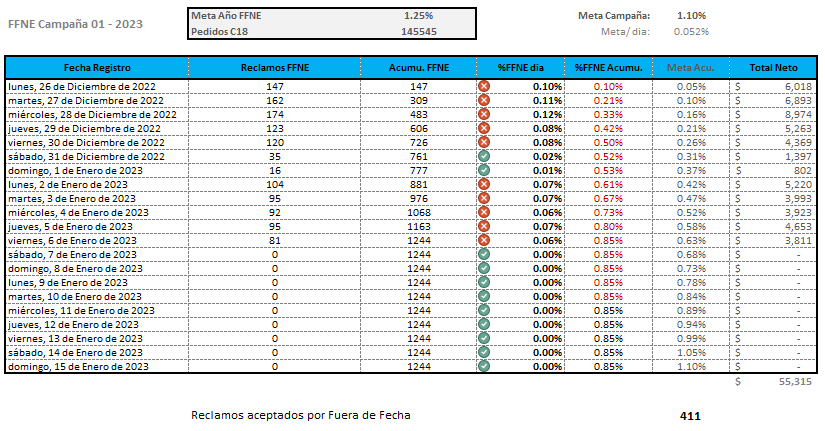 FFNE Campaña 01 - 2023
Meta Año FFNE 1.25% Meta Campaña: 1.10%
Pedidos C18 145545 Meta/ dia: 0.052%
Fecha Registro Reclamos FFNE Acumu. FFNE %FFNE dia %FFNE Acumu. Meta Acu. Total Neto
lunes, 26 de Diciembre de 2022 147 147 0.10% 0.10% 0.05% $ 6,018
martes, 27 de Diciembre de 2022 162 309 0.11% 0.21% 0.10% $ 6,893
miércoles, 28 de Diciembre de 2022 174 483 0.12% 0.33% 0.16% $ 8,974
jueves, 29 de Diciembre de 2022 123 606 0.08% 0.42% 0.21% $ 5,263
viernes, 30 de Diciembre de 2022 120 726 0.08% 0.50% 0.26% $ 4,369
sábado, 31 de Diciembre de 2022 35 761 0.02% 0.52% 0.31% $ 1,397
domingo, 1 de Enero de 2023 16 777 0.01% 0.53% 0.37% $ 802
lunes, 2 de Enero de 2023 104 881 0.07% 0.61% 0.42% $ 5,220
martes, 3 de Enero de 2023 95 976 0.07% 0.67% 0.47% $ 3,993
miércoles, 4 de Enero de 2023 92 1068 0.06% 0.73% 0.52% $ 3,923
jueves, 5 de Enero de 2023 95 1163 0.07% 0.80% 0.58% $ 4,653
viernes, 6 de Enero de 2023 81 1244 0.06% 0.85% 0.63% $ 3,811
sábado, 7 de Enero de 2023 0 1244 0.00% 0.85% 0.68% $ -
domingo, 8 de Enero de 2023 0 1244 0.00% 0.85% 0.73% $ -
lunes, 9 de Enero de 2023 0 1244 0.00% 0.85% 0.78% $ -
martes, 10 de Enero de 2023 0 1244 0.00% 0.85% 0.84% $ -
miércoles, 11 de Enero de 2023 0 1244 0.00% 0.85% 0.89% $ -
jueves, 12 de Enero de 2023 0 1244 0.00% 0.85% 0.94% $ -
viernes, 13 de Enero de 2023 0 1244 0.00% 0.85% 0.99% $ -
sábado, 14 de Enero de 2023 0 1244 0.00% 0.85% 1.05% $ -
domingo, 15 de Enero de 2023 0 1244 0.00% 0.85% 1.10% $ -
$ 55,315
Reclamos aceptados por Fuera de Fecha 411